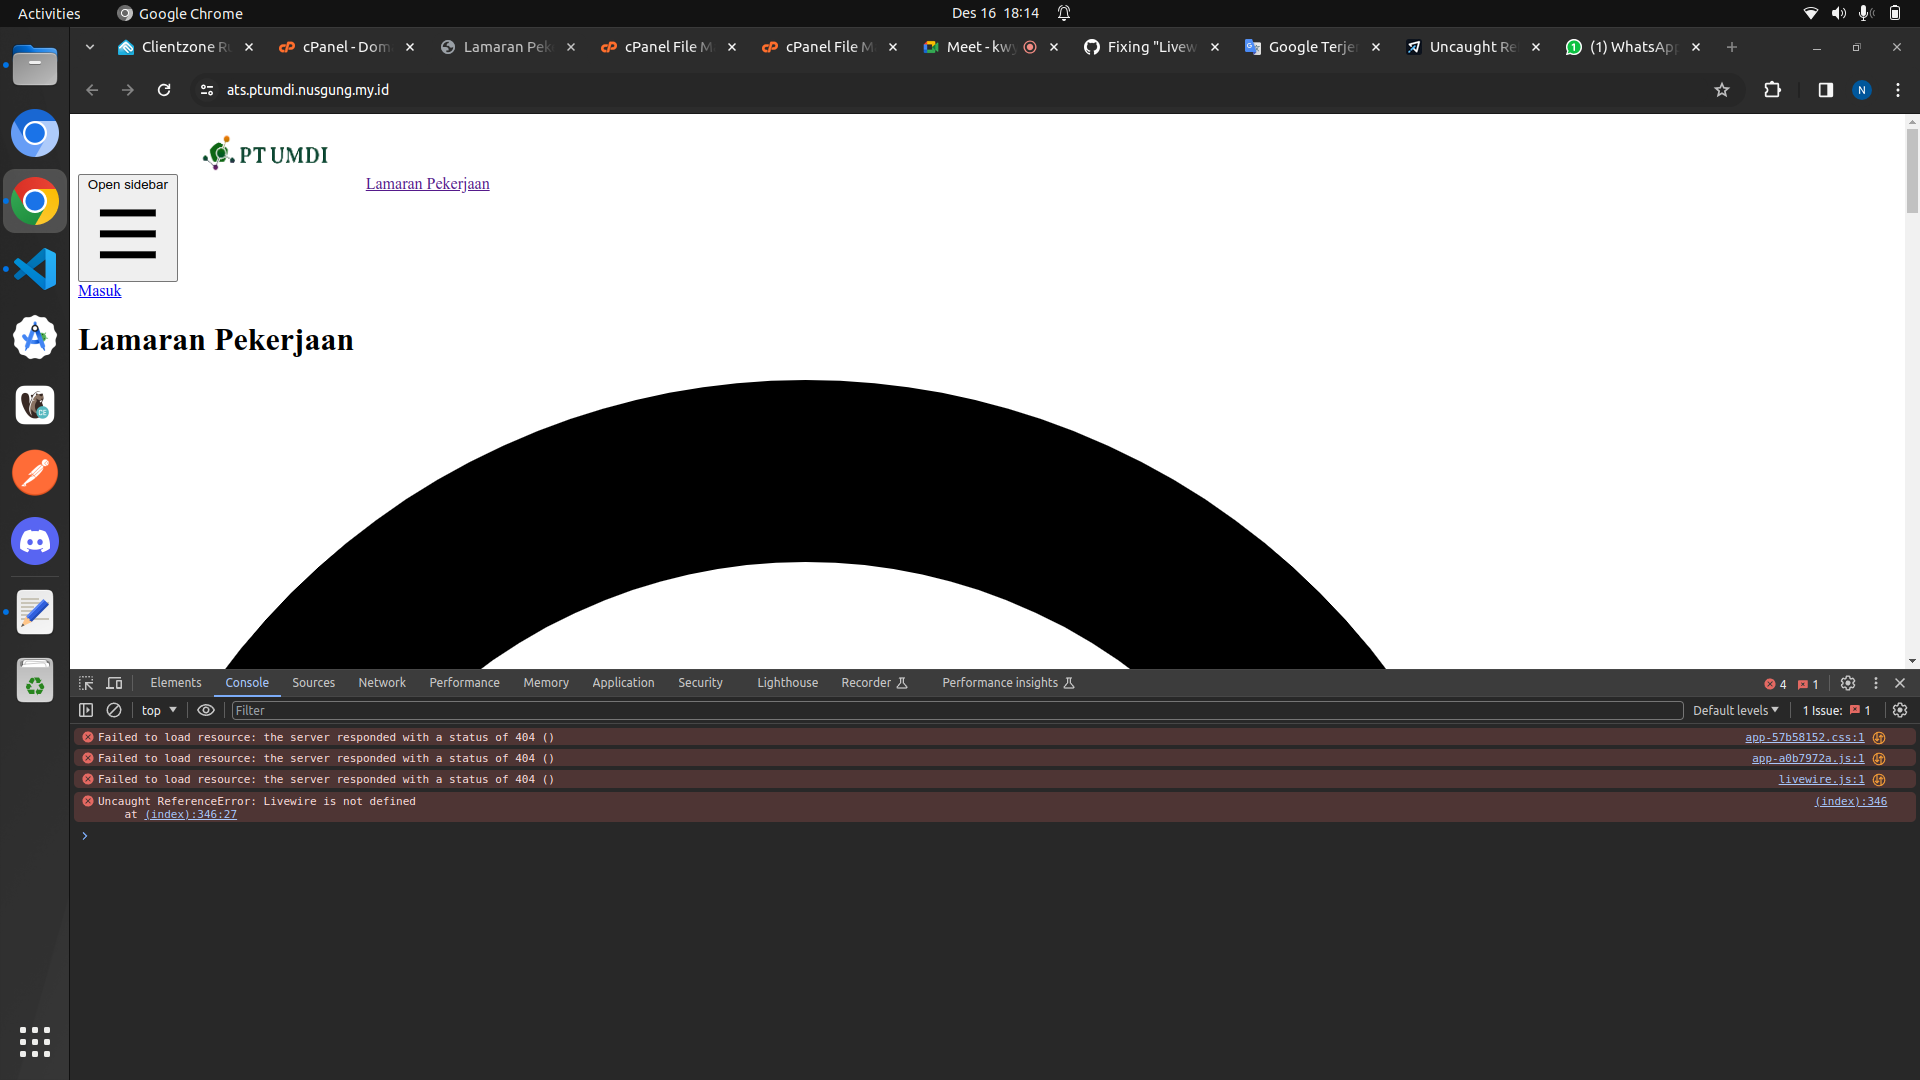 Activities
Google Chrome
Des 16 18:14
Clientzone Ru
cPanel - Dom
Lamaran Pek
cPanel File M
cPanel File M
Meet - kwy
Fixing "Livew
Google Terje
Uncaught Re
(1) WhatsApp
ats.ptumdi.nusgung.my.id
N
PT UMDI
Open sidebar
Lamaran Pekerjaan
Masuk
Lamaran Pekerjaan
Elements
Console
Sources
Network
Performance
Memory
Application
Security
Lighthouse
Recorder
Performance insights
4
1
top
Filter
Default levels
1 Issue:
1
Failed to load resource: the server responded with a status of 404 ()
app-57b58152.css:1
Failed to load resource: the server responded with a status of 404 ()
app-a0b7972a.js:1
Failed to load resource: the server responded with a status of 404 ()
livewire.js:1
Uncaught ReferenceError: Livewire is not defined
(index):346
at (index):346:27